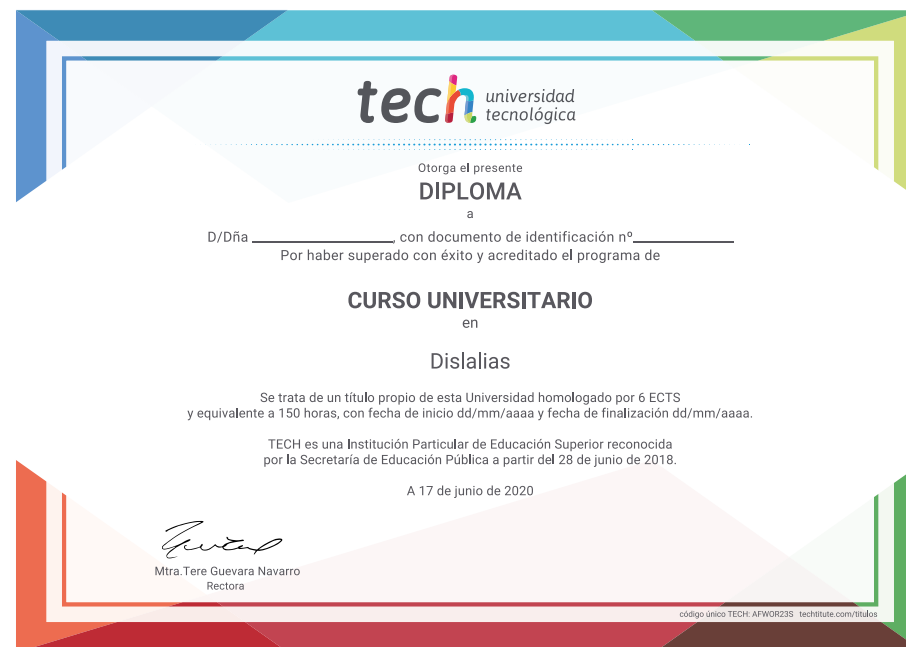 tech universidad
tecnológica
Otorga el presente
DIPLOMA
a
D/Dña ____________________, con documento de identificación nº______________
Por haber superado con éxito y acreditado el programa de
CURSO UNIVERSITARIO
en
Dislalias
Se trata de un título propio de esta Universidad homologado por 6 ECTS
y equivalente a 150 horas, con fecha de inicio dd/mm/aaaa y fecha de finalización dd/mm/aaaa.
TECH es una Institución Particular de Educación Superior reconocida
por la Secretaría de Educación Pública a partir del 28 de junio de 2018.
A 17 de junio de 2020
Mtra.Tere Guevara Navarro
Rectora
código único TECH: AFWOR23S techtitute.com/titulos